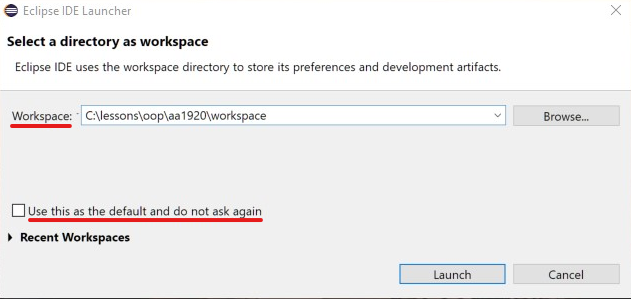 Eclipse IDE Launcher
Select a directory as workspace
Eclipse IDE uses the workspace directory to store its preferences and development artifacts.
Workspace: C:\lessons\oop\aa1920\workspace Browse...
Use this as the default and do not ask again
Recent Workspaces
Launch Cancel